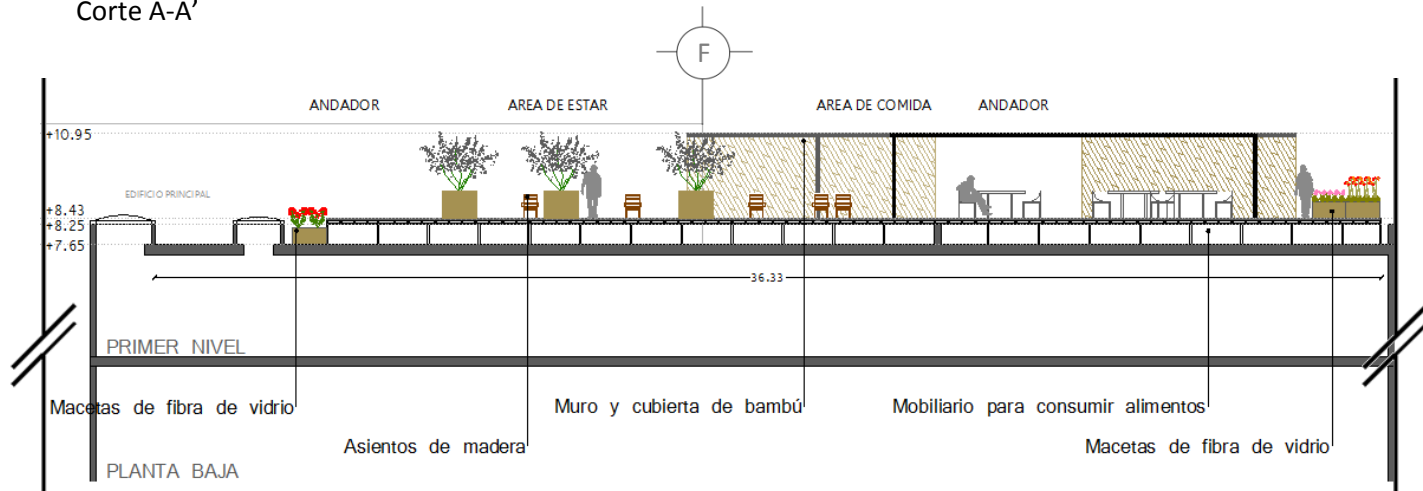 Corte A-A’
F
ANDADOR
AREA DE ESTAR
AREA DE COMIDA
ANDADOR
+10.95
EDIFICIO PRINCIPAL
+8.43
+8.25
+7.65
36.33
PRIMER NIVEL
Macetas de fibra de vidrio
Muro y cubierta de bambú
Mobiliario para consumir alimentos
Asientos de madera
Macetas de fibra de vidrio
PLANTA BAJA